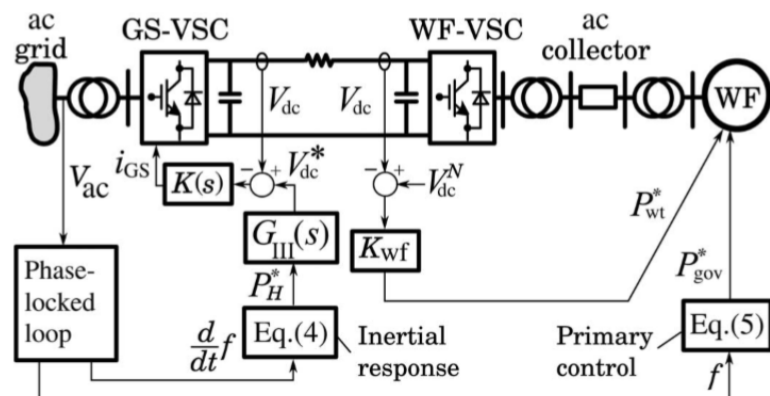 ac
grid
GS-VSC
WF-VSC
ac
collector
WF
V_dc
V_dc
i_GS
K(s)
−
+
V_dc^*
−
+
V_dc^N
V_ac
G_III(s)
K_wf
P_wt^*
P_gov^*
Phase-
locked
loop
P_H^*
d/dt f
Eq.(4)
Inertial
response
Primary
control
Eq.(5)
f